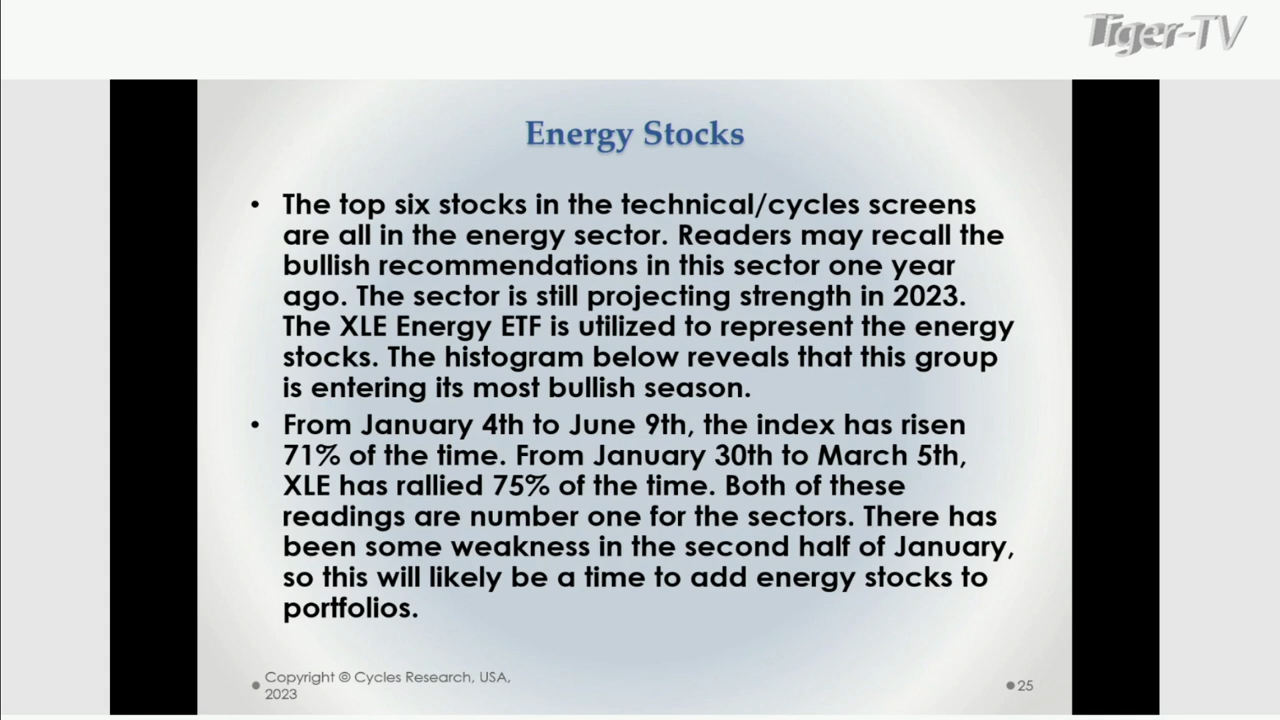 Tiger-TV
Energy Stocks
• The top six stocks in the technical/cycles screens
are all in the energy sector. Readers may recall the
bullish recommendations in this sector one year
ago. The sector is still projecting strength in 2023.
The XLE Energy ETF is utilized to represent the energy
stocks. The histogram below reveals that this group
is entering its most bullish season.
• From January 4th to June 9th, the index has risen
71% of the time. From January 30th to March 5th,
XLE has rallied 75% of the time. Both of these
readings are number one for the sectors. There has
been some weakness in the second half of January,
so this will likely be a time to add energy stocks to
portfolios.
• Copyright © Cycles Research, USA,
2023
• 25